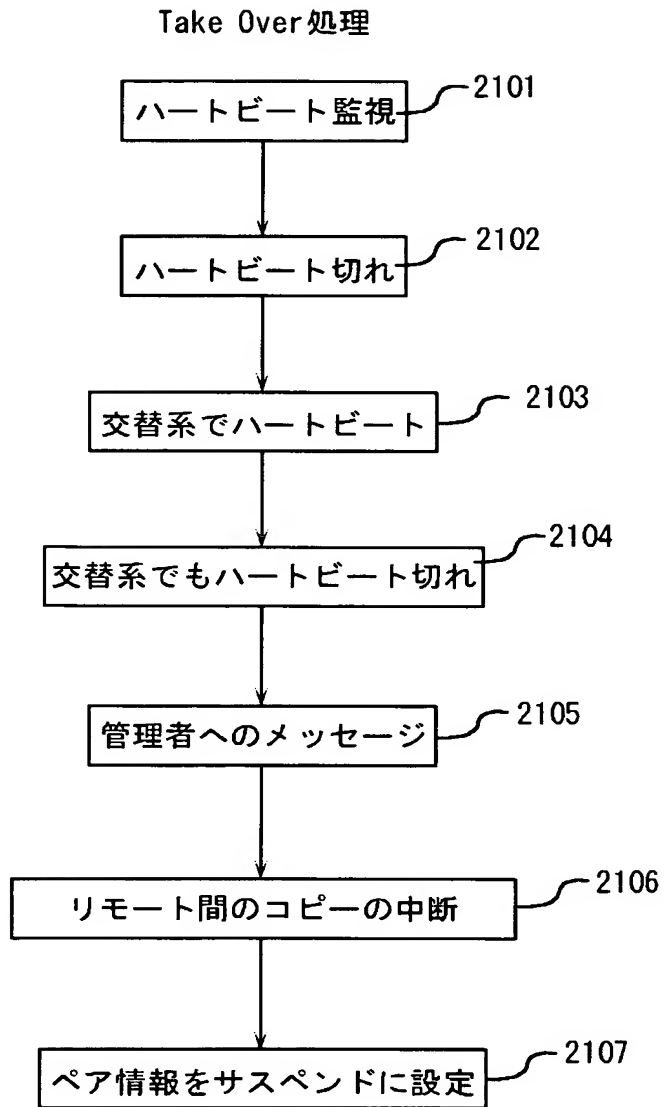 Take Over処理
ハートビート監視
2101
ハートビート切れ
2102
交替系でハートビート
2103
交替系でもハートビート切れ
2104
管理者へのメッセージ
2105
リモート間のコピーの中断
2106
ペア情報をサスペンドに設定
2107